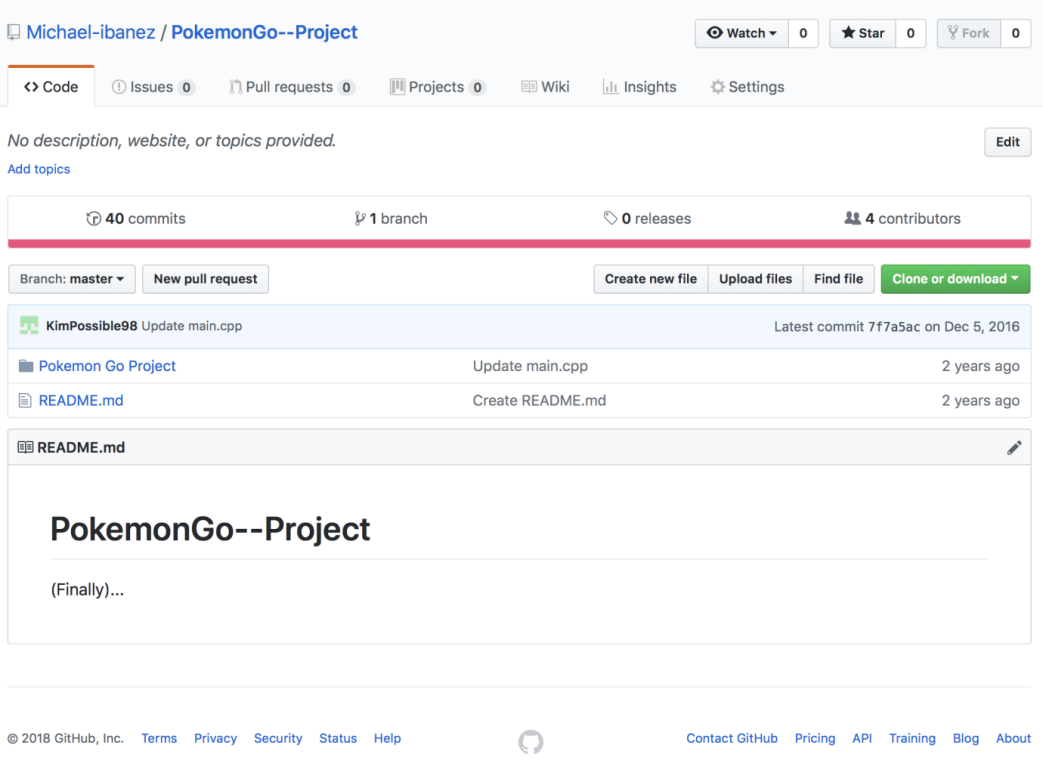 Michael-ibanez / PokemonGo--Project Watch 0 Star 0 Fork 0
Code Issues 0 Pull requests 0 Projects 0 Wiki Insights Settings
No description, website, or topics provided. Edit
Add topics
40 commits 1 branch 0 releases 4 contributors
Branch: master New pull request Create new file Upload files Find file Clone or download
KimPossible98 Update main.cpp Latest commit 7f7a5ac on Dec 5, 2016
Pokemon Go Project Update main.cpp 2 years ago
README.md Create README.md 2 years ago
README.md
PokemonGo--Project
(Finally)...
© 2018 GitHub, Inc. Terms Privacy Security Status Help Contact GitHub Pricing API Training Blog About